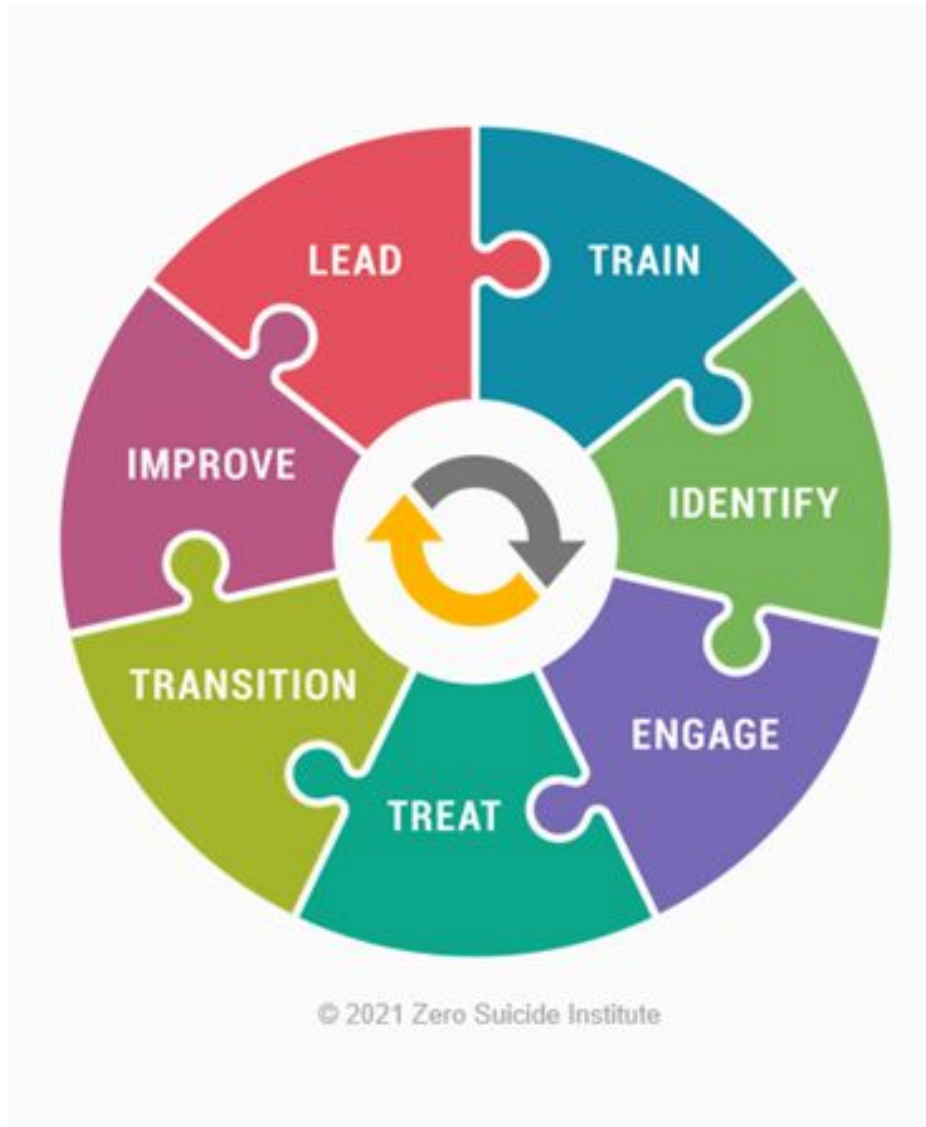 LEAD
TRAIN
IDENTIFY
ENGAGE
TREAT
TRANSITION
IMPROVE
© 2021 Zero Suicide Institute